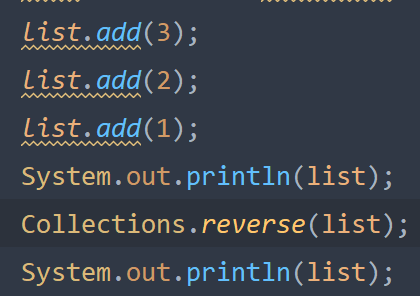 list.add(3);
list.add(2);
list.add(1);
System.out.println(list);
Collections.reverse(list);
System.out.println(list);